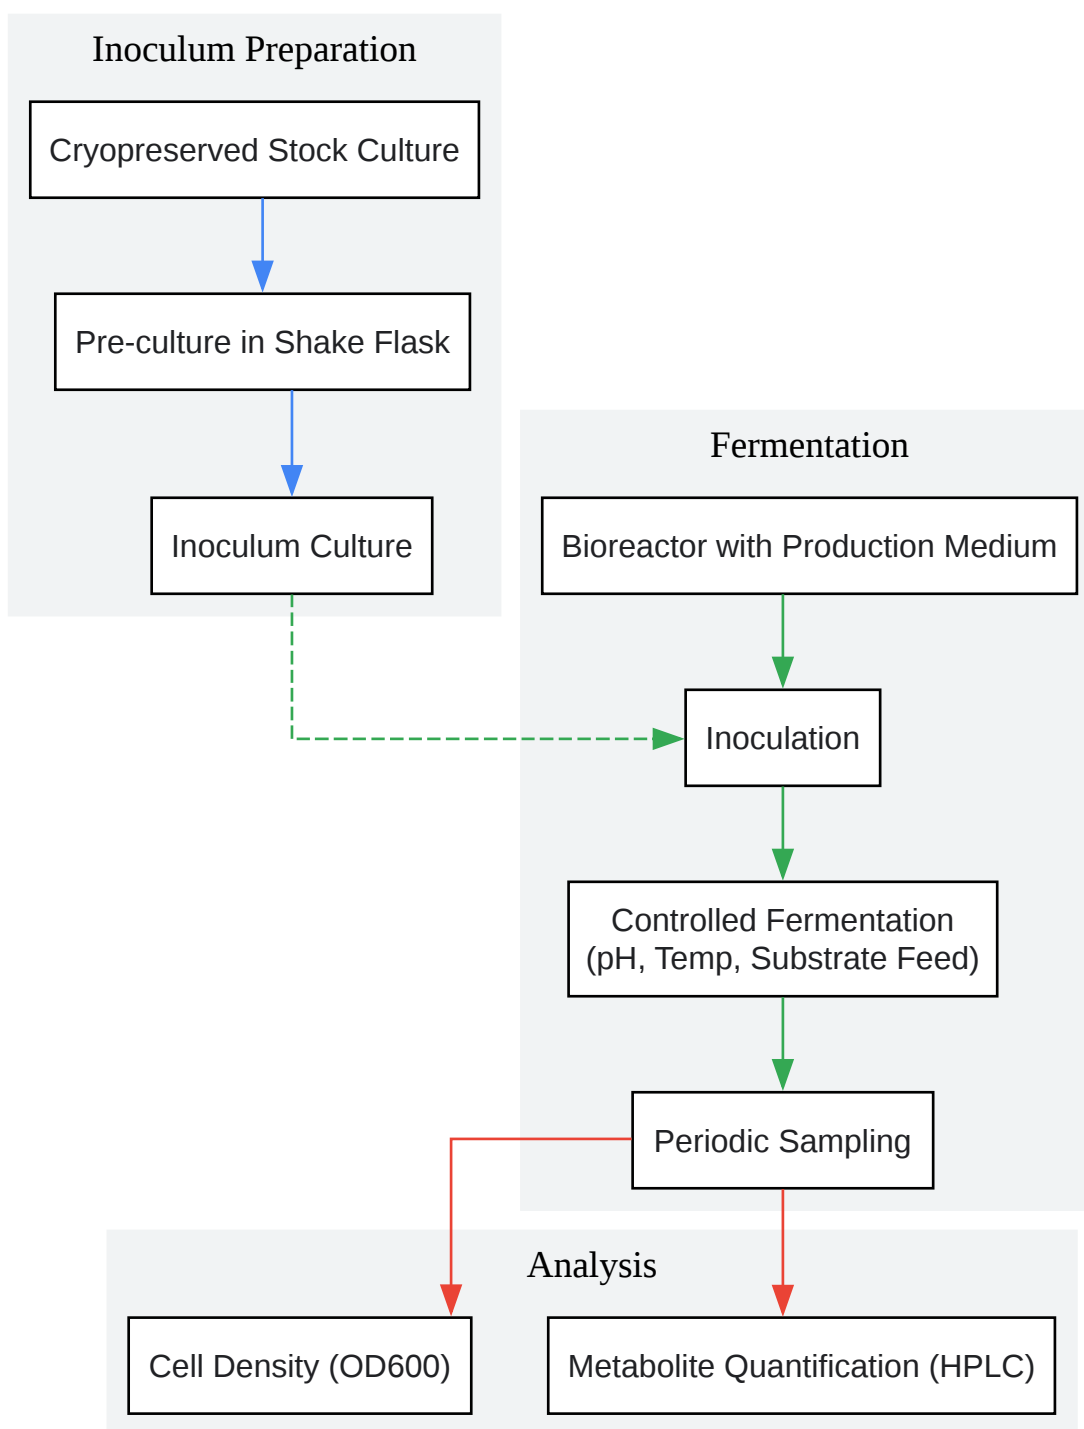 Inoculum Preparation
Cryopreserved Stock Culture
Pre-culture in Shake Flask
Inoculum Culture
Fermentation
Bioreactor with Production Medium
Inoculation
Controlled Fermentation
(pH, Temp, Substrate Feed)
Periodic Sampling
Analysis
Cell Density (OD600)
Metabolite Quantification (HPLC)